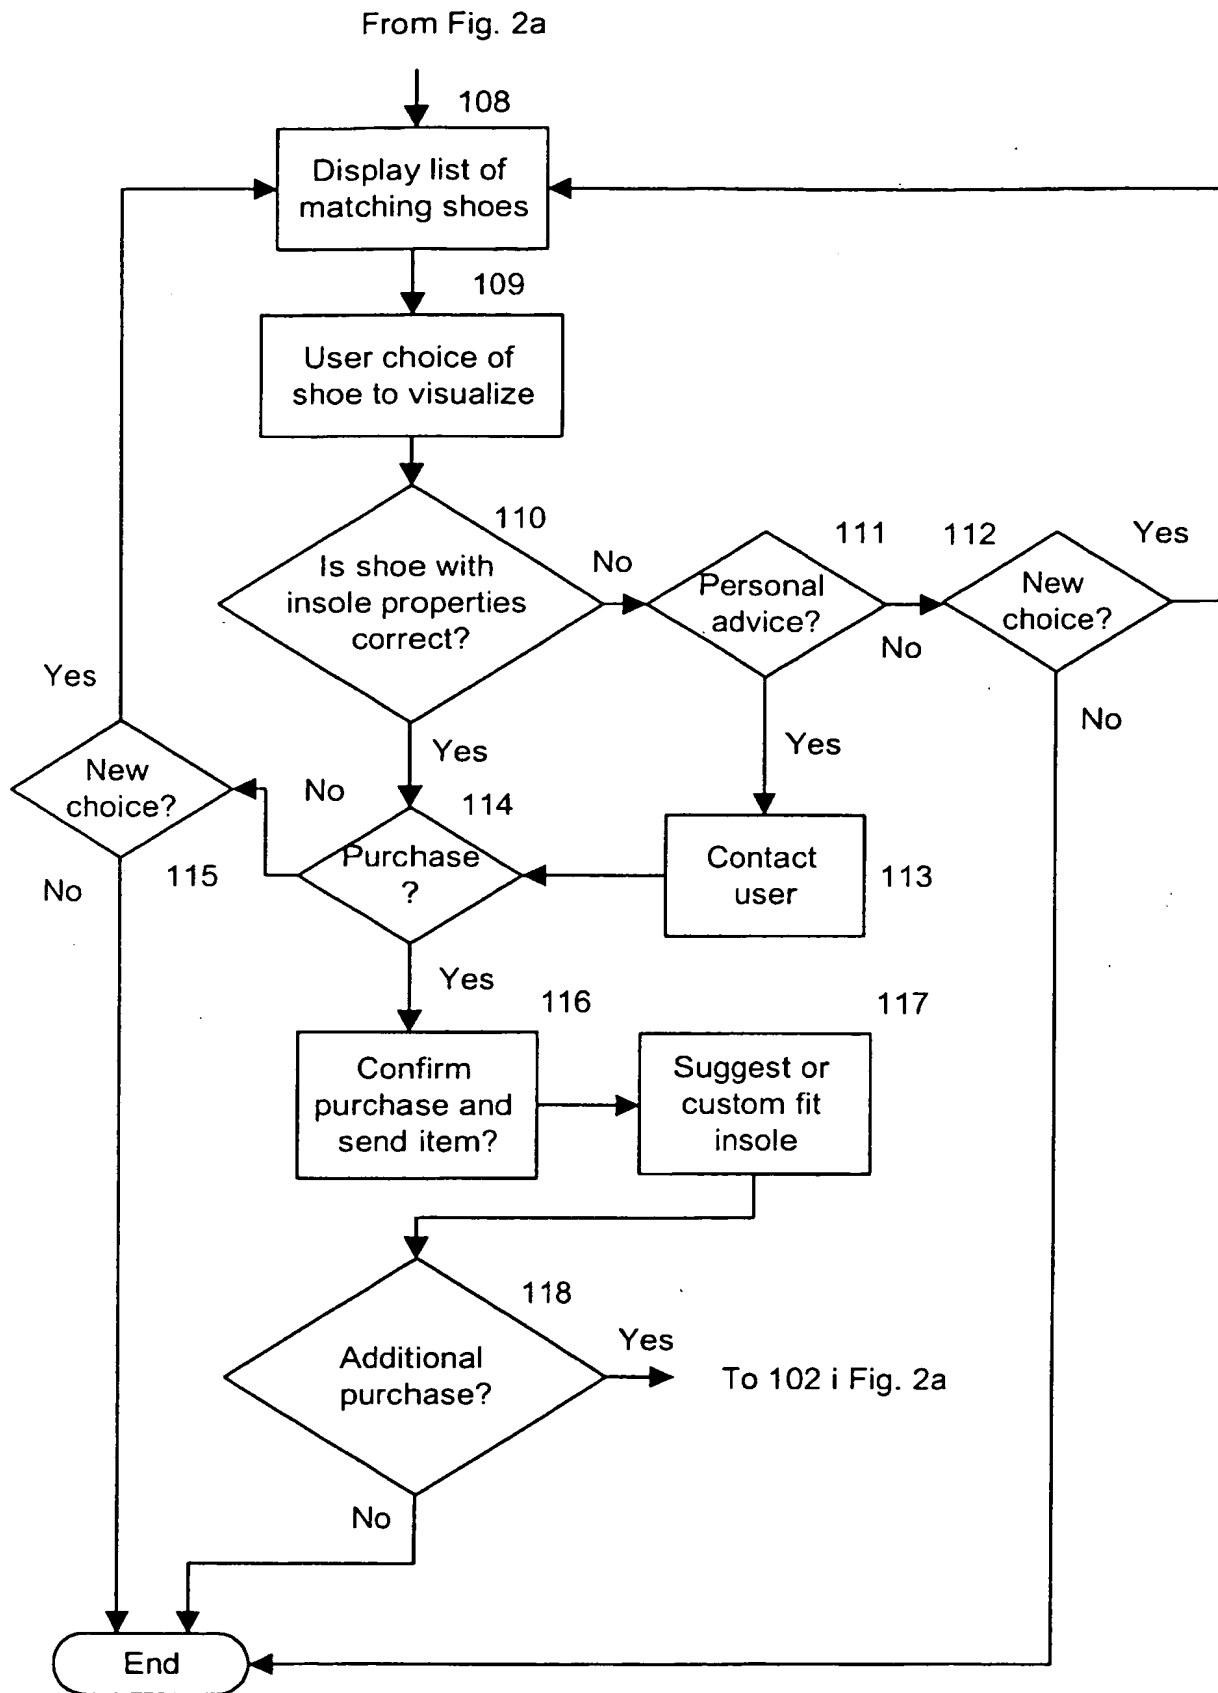 From Fig. 2a
108
Display list of
matching shoes
109
User choice of
shoe to visualize
110
Is shoe with
insole properties
correct?
No
111
Personal
advice?
No
112
New
choice?
Yes
No
Yes
New
choice?
No
115
Yes
No
114
Purchase
?
Yes
Contact
user
113
Yes
116
Confirm
purchase and
send item?
117
Suggest or
custom fit
insole
118
Additional
purchase?
Yes
To 102 i Fig. 2a
No
End